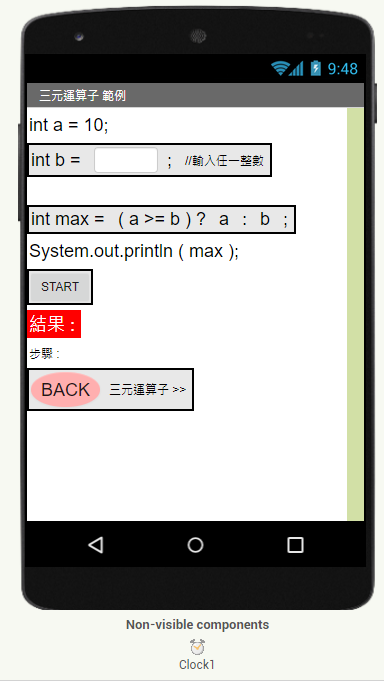 9:48
三元運算子 範例
int a = 10;
int b = ; //輸入任一整數
int max = ( a >= b ) ? a : b ;
System.out.println ( max );
START
結果 :
步驟 :
BACK 三元運算子 >>
Non-visible components
Clock1